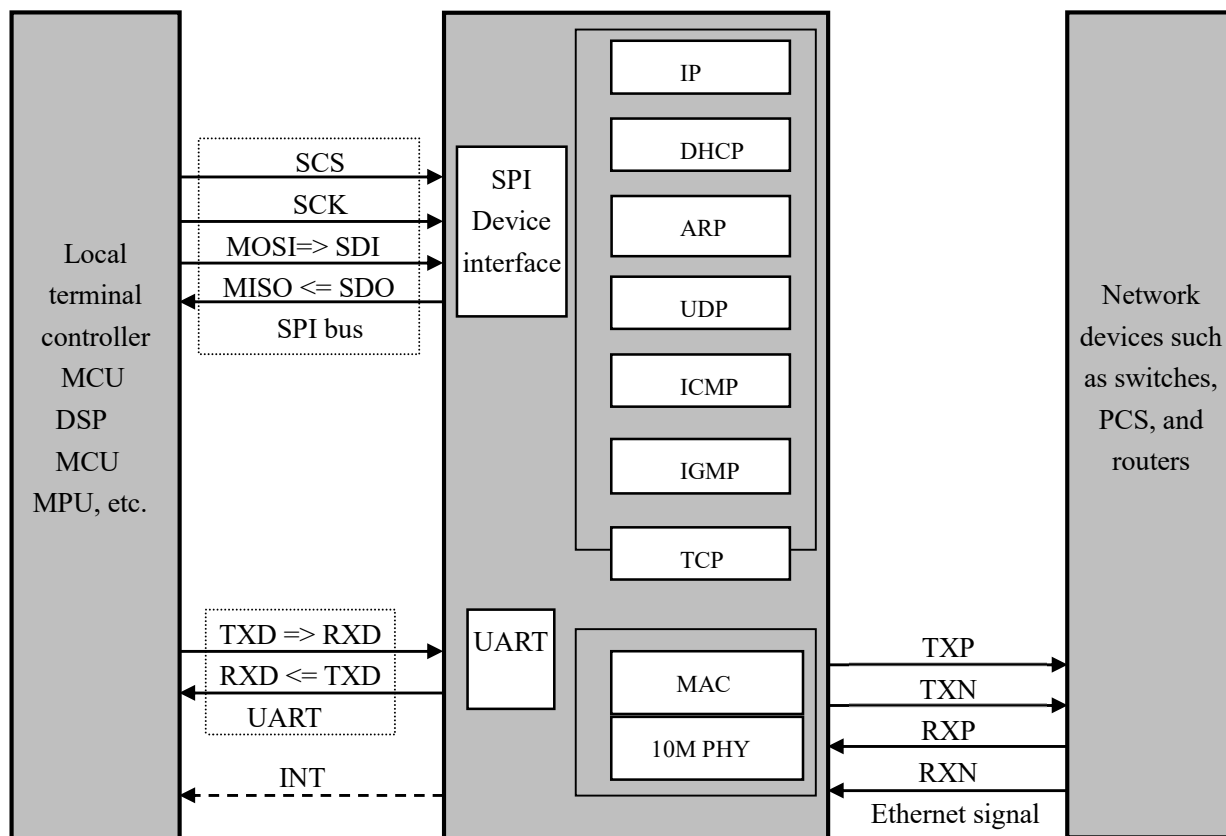 Local
terminal
controller
MCU
DSP
MCU
MPU, etc.
SCS
SCK
MOSI=> SDI
MISO <= SDO
SPI bus
TXD => RXD
RXD <= TXD
UART
INT
SPI
Device
interface
UART
IP
DHCP
ARP
UDP
ICMP
IGMP
TCP
MAC
10M PHY
TXP
TXN
RXP
RXN
Ethernet signal
Network
devices such
as switches,
PCS, and
routers